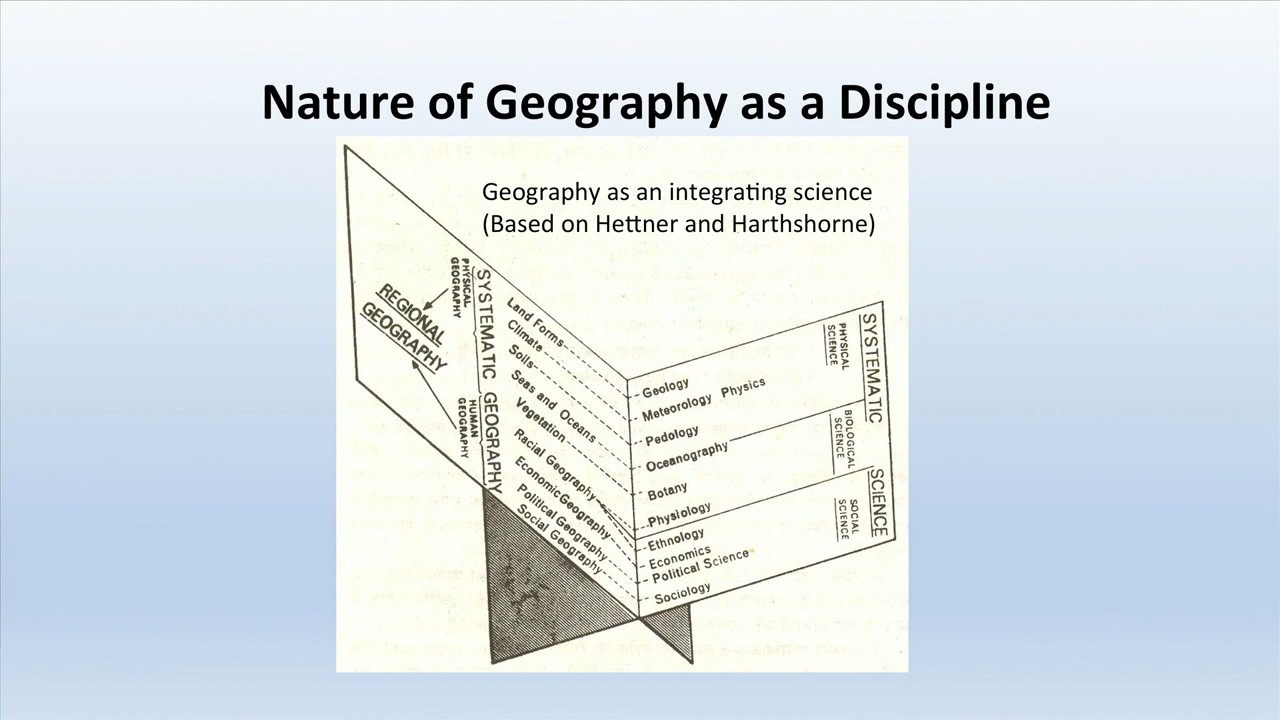 Nature of Geography as a Discipline
Geography as an integrating science
(Based on Hettner and Harthshorne)
REGIONAL
GEOGRAPHY
PHYSICAL
GEOGRAPHY
HUMAN
GEOGRAPHY
SYSTEMATIC GEOGRAPHY
Land Forms
Climate
Soils
Seas and Oceans
Vegetation
Racial Geography
Economic Geography
Political Geography
Social Geography
Geology
Meteorology Physics
Pedology
Oceanography
Botany
Physiology
Ethnology
Economics
Political Science
Sociology
PHYSICAL
SCIENCE
BIOLOGICAL
SCIENCE
SOCIAL
SCIENCE
SYSTEMATIC
SCIENCE